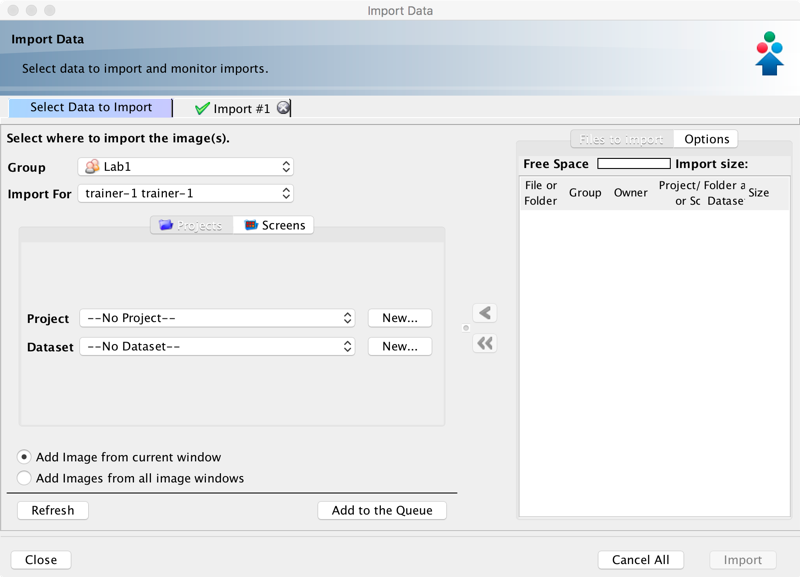 Import Data
Import Data
Select data to import and monitor imports.
Select Data to Import
Import #1
Select where to import the image(s).
Group
Lab1
Import For
trainer-1 trainer-1
Projects
Screens
Project
--No Project--
New...
Dataset
--No Dataset--
New...
Add Image from current window
Add Images from all image windows
Refresh
Add to the Queue
Files to import
Options
Free Space
Import size:
File or
Folder
Group
Owner
Project/
or Sc
Folder a
Datase
Size
Close
Cancel All
Import